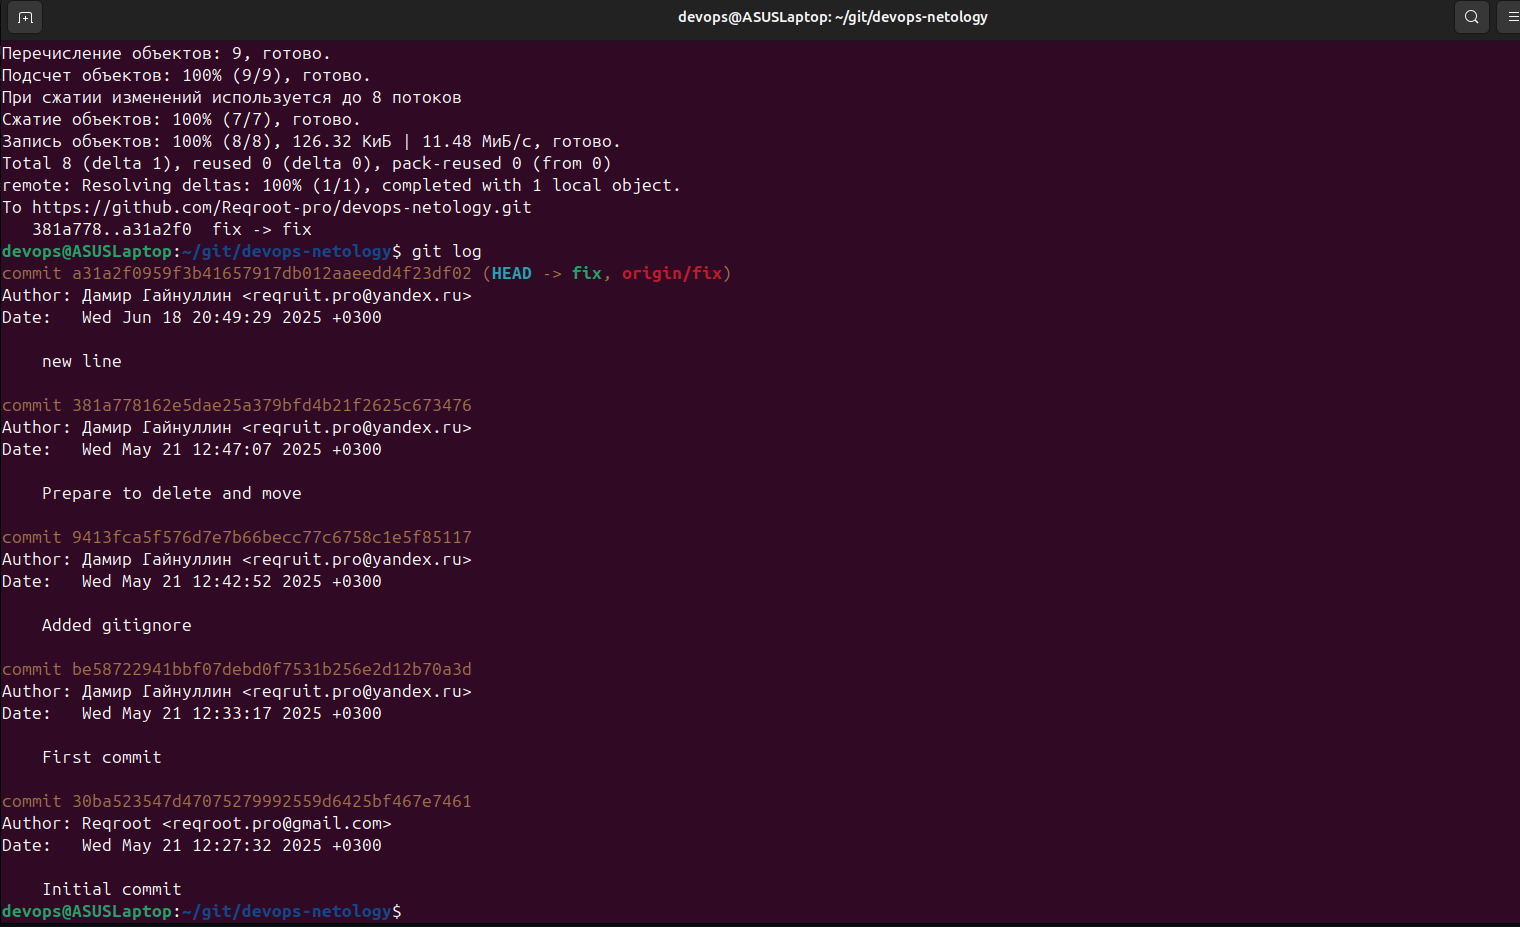 devops@ASUSLaptop: ~/git/devops-netology
Перечисление объектов: 9, готово.
Подсчет объектов: 100% (9/9), готово.
При сжатии изменений используется до 8 потоков
Сжатие объектов: 100% (7/7), готово.
Запись объектов: 100% (8/8), 126.32 КиБ | 11.48 МиБ/с, готово.
Total 8 (delta 1), reused 0 (delta 0), pack-reused 0 (from 0)
remote: Resolving deltas: 100% (1/1), completed with 1 local object.
To https://github.com/Reqroot-pro/devops-netology.git
   381a778..a31a2f0  fix -> fix
devops@ASUSLaptop:~/git/devops-netology$ git log
commit a31a2f0959f3b41657917db012aaeedd4f23df02 (HEAD -> fix, origin/fix)
Author: Дамир Гайнуллин <reqruit.pro@yandex.ru>
Date:   Wed Jun 18 20:49:29 2025 +0300
    new line
commit 381a778162e5dae25a379bfd4b21f2625c673476
Author: Дамир Гайнуллин <reqruit.pro@yandex.ru>
Date:   Wed May 21 12:47:07 2025 +0300
    Prepare to delete and move
commit 9413fca5f576d7e7b66becc77c6758c1e5f85117
Author: Дамир Гайнуллин <reqruit.pro@yandex.ru>
Date:   Wed May 21 12:42:52 2025 +0300
    Added gitignore
commit be58722941bbf07debd0f7531b256e2d12b70a3d
Author: Дамир Гайнуллин <reqruit.pro@yandex.ru>
Date:   Wed May 21 12:33:17 2025 +0300
    First commit
commit 30ba523547d47075279992559d6425bf467e7461
Author: Reqroot <reqroot.pro@gmail.com>
Date:   Wed May 21 12:27:32 2025 +0300
    Initial commit
devops@ASUSLaptop:~/git/devops-netology$